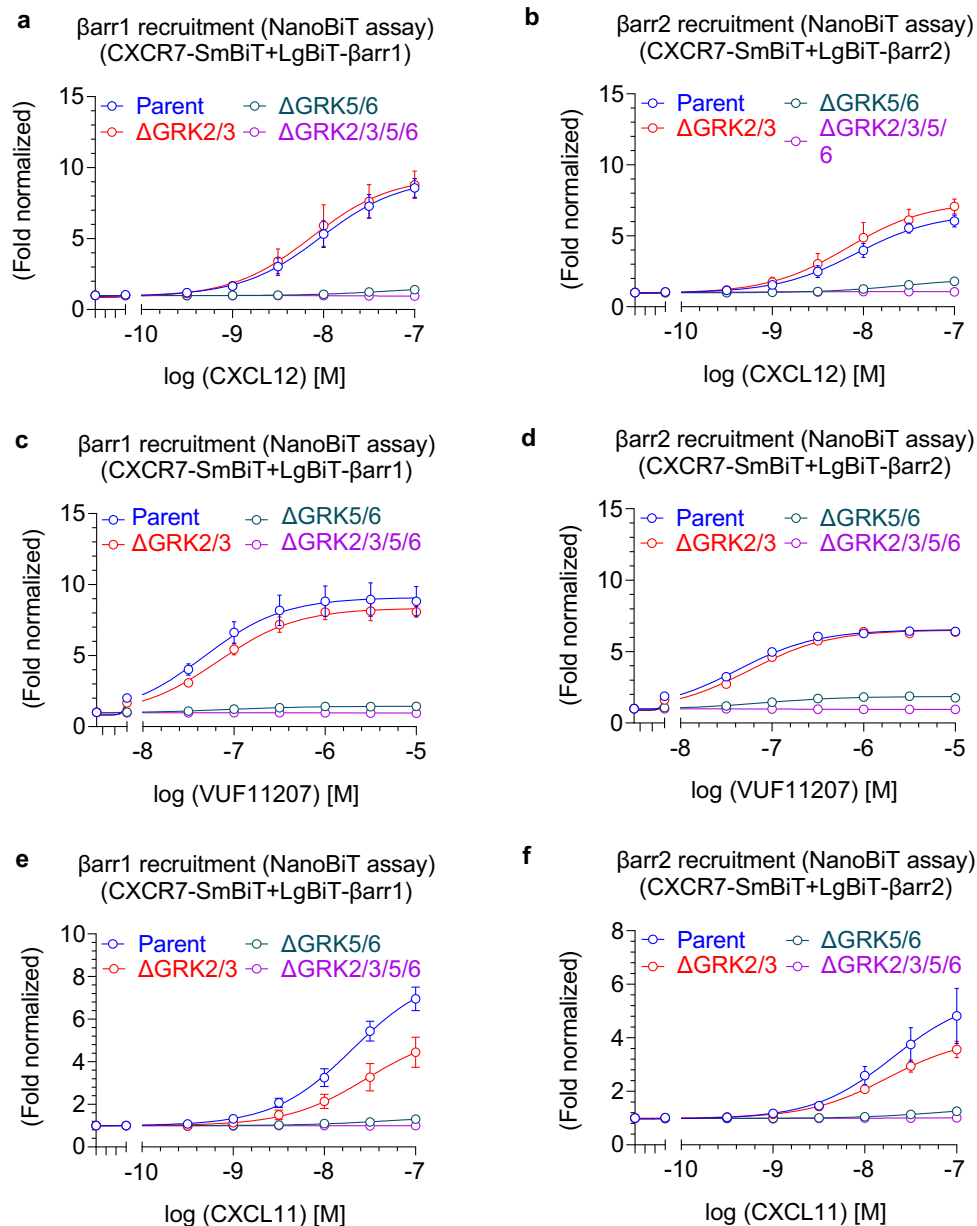 a
βarr1 recruitment (NanoBiT assay)
(CXCR7-SmBiT+LgBiT-βarr1)
Parent
ΔGRK5/6
ΔGRK2/3
ΔGRK2/3/5/6
(Fold normalized)
15
10
5
0
-10 -9 -8 -7
log (CXCL12) [M]
b
βarr2 recruitment (NanoBiT assay)
(CXCR7-SmBiT+LgBiT-βarr2)
Parent
ΔGRK5/6
ΔGRK2/3
ΔGRK2/3/5/
6
(Fold normalized)
15
10
5
0
-10 -9 -8 -7
log (CXCL12) [M]
c
βarr1 recruitment (NanoBiT assay)
(CXCR7-SmBiT+LgBiT-βarr1)
Parent
ΔGRK5/6
ΔGRK2/3
ΔGRK2/3/5/6
(Fold normalized)
15
10
5
0
-8 -7 -6 -5
log (VUF11207) [M]
d
βarr2 recruitment (NanoBiT assay)
(CXCR7-SmBiT+LgBiT-βarr2)
Parent
ΔGRK5/6
ΔGRK2/3
ΔGRK2/3/5/6
(Fold normalized)
15
10
5
0
-8 -7 -6 -5
log (VUF11207) [M]
e
βarr1 recruitment (NanoBiT assay)
(CXCR7-SmBiT+LgBiT-βarr1)
Parent
ΔGRK5/6
ΔGRK2/3
ΔGRK2/3/5/6
(Fold normalized)
10
8
6
4
2
0
-10 -9 -8 -7
log (CXCL11) [M]
f
βarr2 recruitment (NanoBiT assay)
(CXCR7-SmBiT+LgBiT-βarr2)
Parent
ΔGRK5/6
ΔGRK2/3
ΔGRK2/3/5/6
(Fold normalized)
8
6
4
2
0
-10 -9 -8 -7
log (CXCL11) [M]